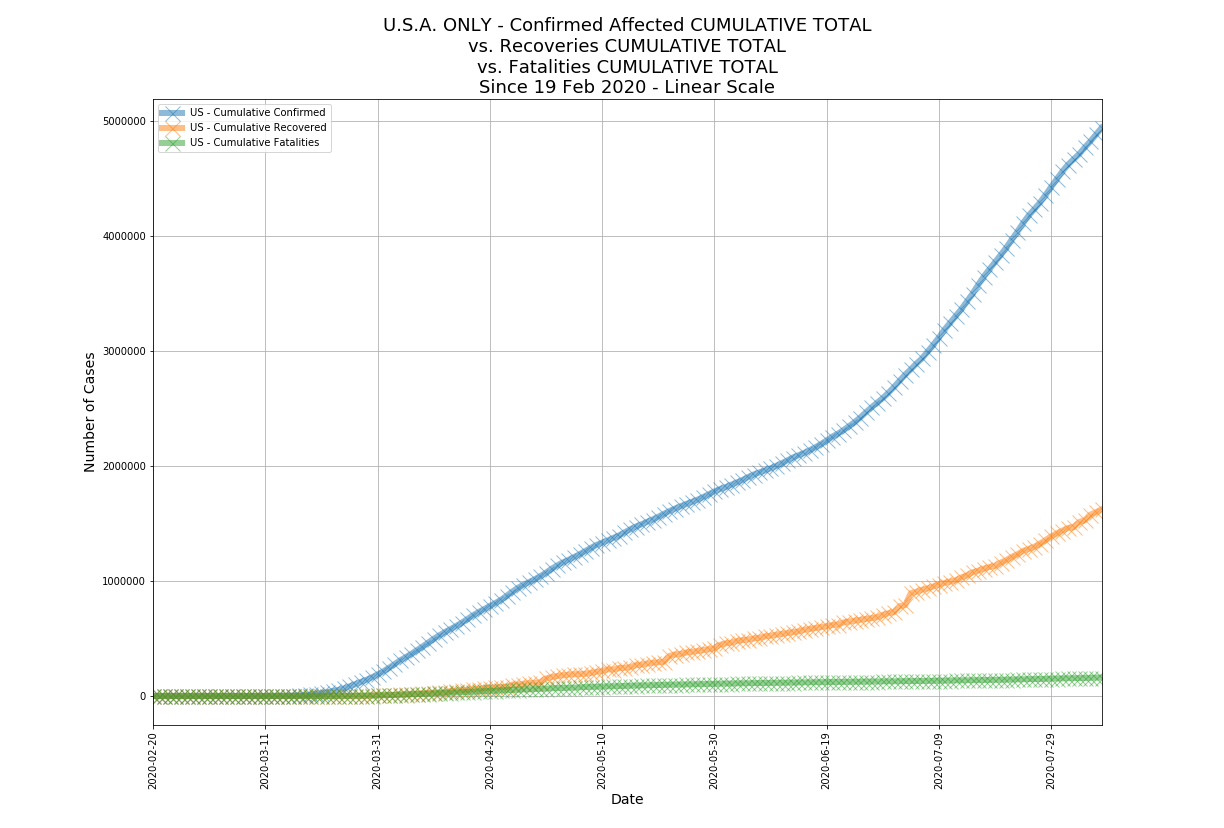 U.S.A. ONLY - Confirmed Affected CUMULATIVE TOTAL
vs. Recoveries CUMULATIVE TOTAL
vs. Fatalities CUMULATIVE TOTAL
Since 19 Feb 2020 - Linear Scale
US - Cumulative Confirmed
US - Cumulative Recovered
US - Cumulative Fatalities
Number of Cases
5000000
4000000
3000000
2000000
1000000
0
2020-02-20
2020-03-11
2020-03-31
2020-04-20
2020-05-10
2020-05-30
2020-06-19
2020-07-09
2020-07-29
Date